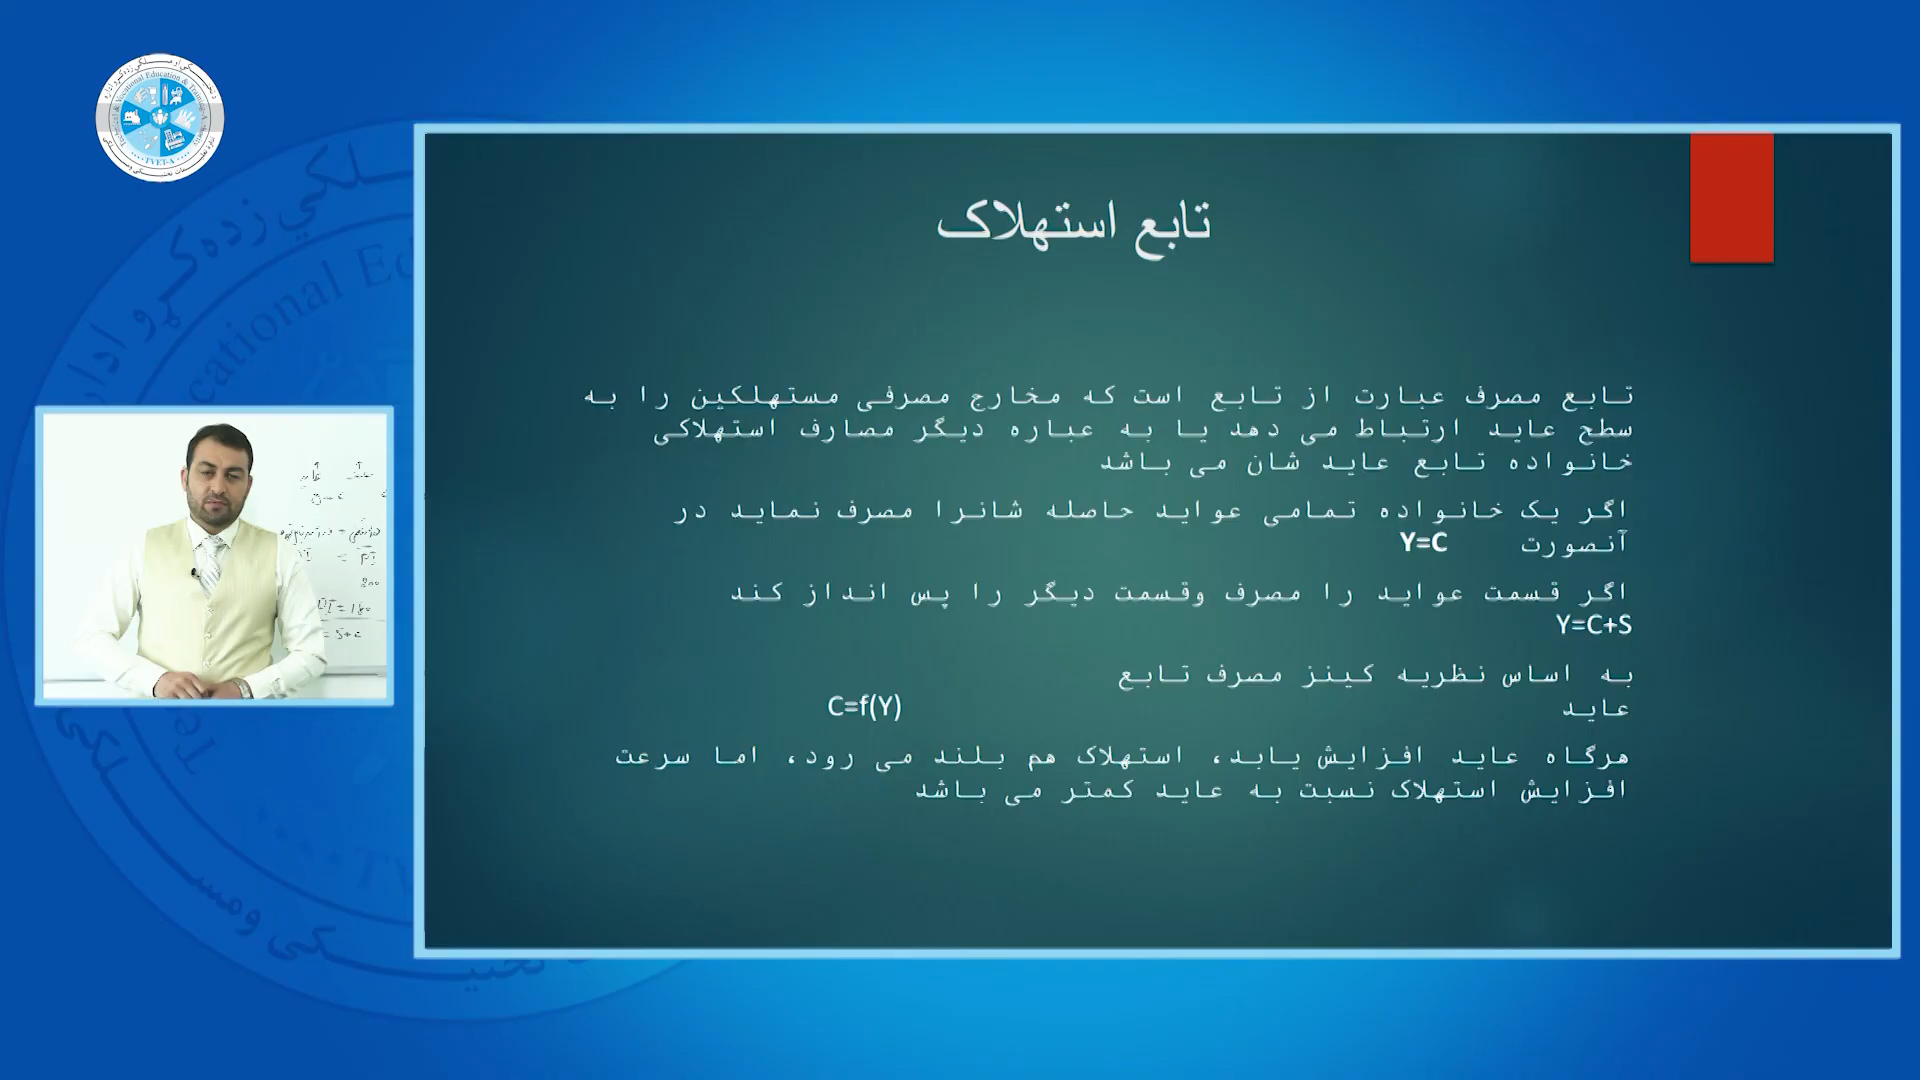 تابع استهلاک
تابع مصرف عبارت از تابع است که مخارج مصرفی مستهلکین را به
سطح عاید ارتباط می دهد یا به عباره دیگر مصارف استهلاکی
خانواده تابع عاید شان می باشد
اگر یک خانواده تمامی عواید حاصله شانرا مصرف نماید در
آنصورت Y=C
اگر قسمت عواید را مصرف وقسمت دیگر را پس انداز کند
Y=C+S
به اساس نظریه کینز مصرف تابع
عاید C=f(Y)
هرگاه عاید افزایش یابد، استهلاک هم بلند می رود، اما سرعت
افزایش استهلاک نسبت به عاید کمتر می باشد
TVET-A